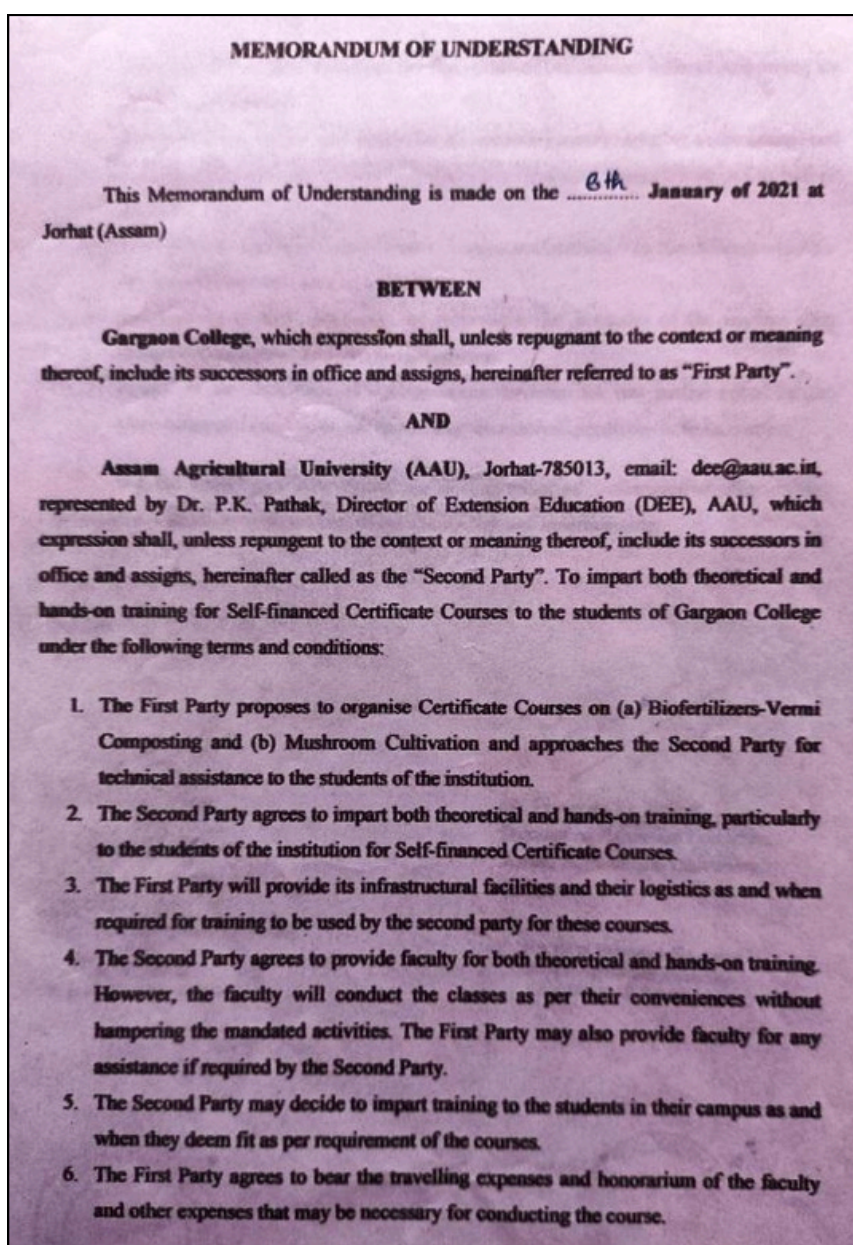 MEMORANDUM OF UNDERSTANDING
This Memorandum of Understanding is made on the .............. January of 2021 at
Jorhat (Assam)
BETWEEN
Gargaon College, which expression shall, unless repugnant to the context or meaning
thereof, include its successors in office and assigns, hereinafter referred to as “First Party”.
AND
Assam Agricultural University (AAU), Jorhat-785013, email: dee@aau.ac.in,
represented by Dr. P.K. Pathak, Director of Extension Education (DEE), AAU, which
expression shall, unless repungent to the context or meaning thereof, include its successors in
office and assigns, hereinafter called as the “Second Party”. To impart both theoretical and
hands-on training for Self-financed Certificate Courses to the students of Gargaon College
under the following terms and conditions:
1. The First Party proposes to organise Certificate Courses on (a) Biofertilizers-Vermi
Composting and (b) Mushroom Cultivation and approaches the Second Party for
technical assistance to the students of the institution.
2. The Second Party agrees to impart both theoretical and hands-on training, particularly
to the students of the institution for Self-financed Certificate Courses.
3. The First Party will provide its infrastructural facilities and their logistics as and when
required for training to be used by the second party for these courses.
4. The Second Party agrees to provide faculty for both theoretical and hands-on training.
However, the faculty will conduct the classes as per their conveniences without
hampering the mandated activities. The First Party may also provide faculty for any
assistance if required by the Second Party.
5. The Second Party may decide to impart training to the students in their campus as and
when they deem fit as per requirement of the courses.
6. The First Party agrees to bear the travelling expenses and honorarium of the faculty
and other expenses that may be necessary for conducting the course.